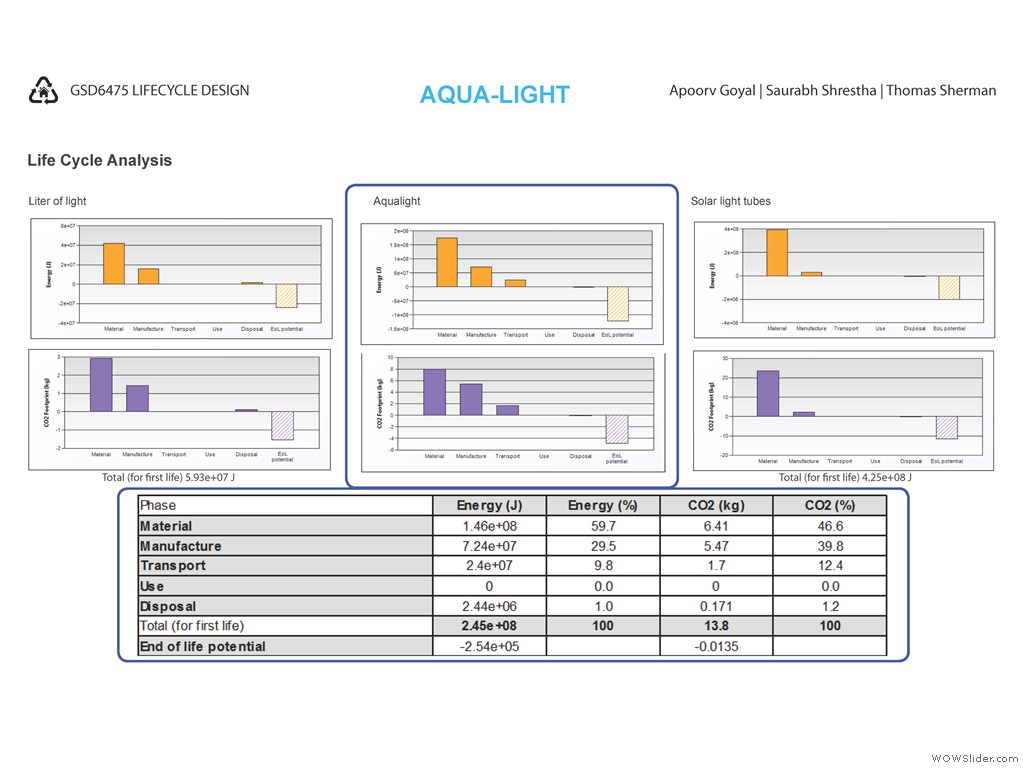 GSD6475 LIFECYCLE DESIGN
AQUA-LIGHT
Apoorv Goyal | Saurabh Shrestha | Thomas Sherman
Life Cycle Analysis
Liter of light
6e+07
4e+07
2e+07
0
-2e+07
-4e+07
Energy (J)
Material Manufacture Transport Use Disposal EoL potential
3
2
1
0
-1
-2
CO2 Footprint (kg)
Material Manufacture Transport Use Disposal EoL
potential
Total (for first life) 5.93e+07 J
Aqualight
2e+08
1.5e+08
1e+08
5e+07
0
-5e+07
-1e+08
-1.5e+08
Energy (J)
Material Manufacture Transport Use Disposal EoL potential
10
8
6
4
2
0
-2
-4
-6
CO2 Footprint (kg)
Material Manufacture Transport Use Disposal EoL
potential
Solar light tubes
4e+08
2e+08
0
-2e+08
-4e+08
Energy (J)
Material Manufacture Transport Use Disposal EoL potential
30
20
10
0
-10
-20
CO2 Footprint (kg)
Material Manufacture Transport Use Disposal EoL potential
Total (for first life) 4.25e+08 J
Phase Energy (J) Energy (%) CO2 (kg) CO2 (%)
Material 1.46e+08 59.7 6.41 46.6
Manufacture 7.24e+07 29.5 5.47 39.8
Transport 2.4e+07 9.8 1.7 12.4
Use 0 0.0 0 0.0
Disposal 2.44e+06 1.0 0.171 1.2
Total (for first life) 2.45e+08 100 13.8 100
End of life potential -2.54e+05 -0.0135
WOWSlider.com